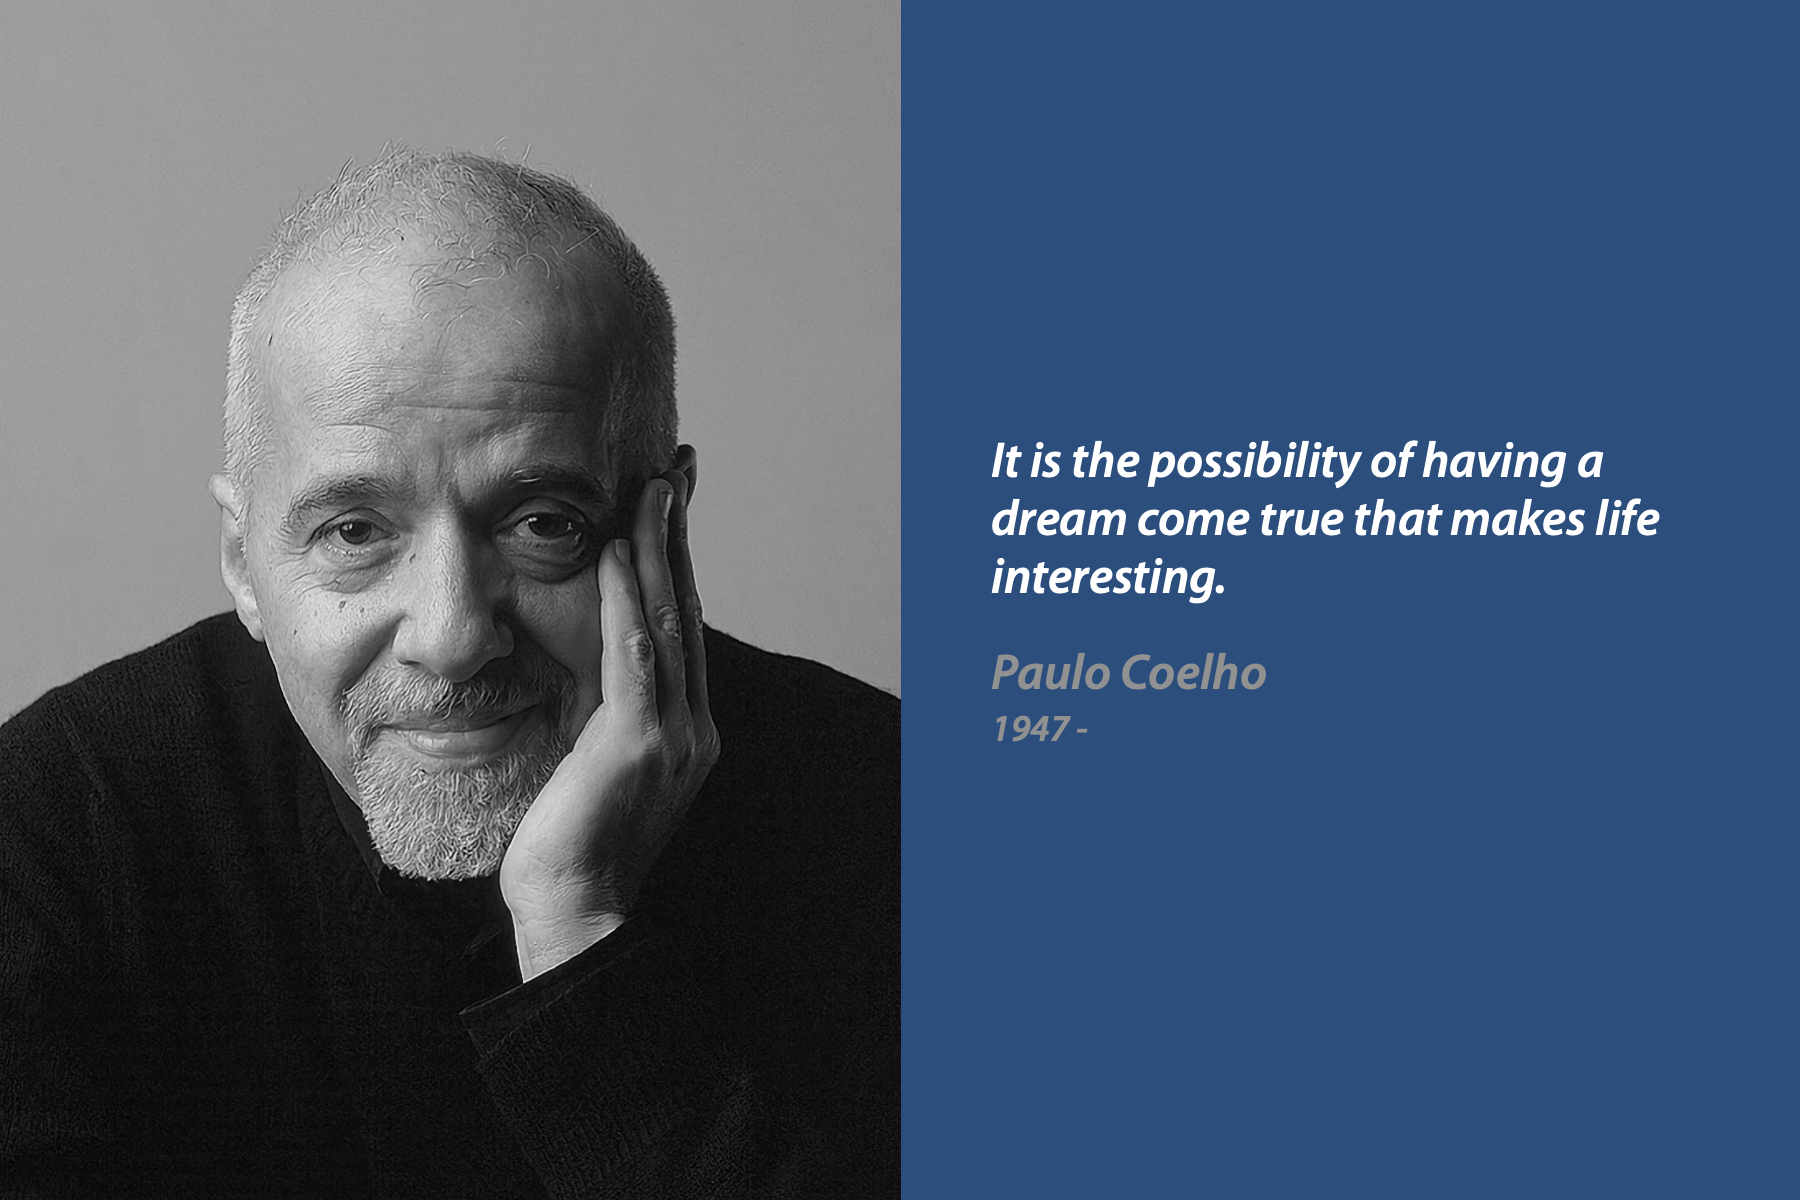 It is the possibility of having a
dream come true that makes life
interesting.
Paulo Coelho
1947 -